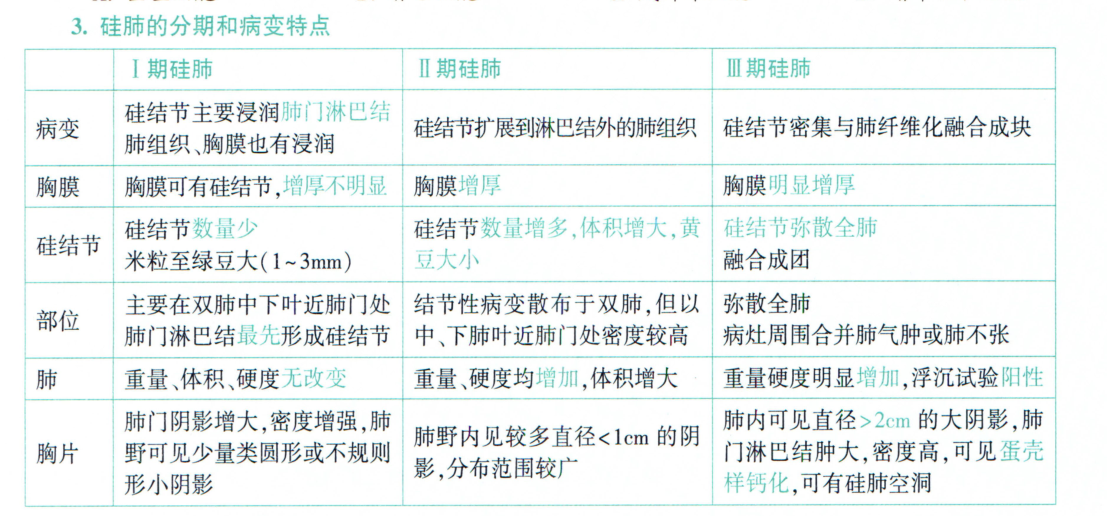 3. 硅肺的分期和病变特点
Ⅰ期硅肺 Ⅱ期硅肺 Ⅲ期硅肺
病变
硅结节主要浸润肺门淋巴结
肺组织、胸膜也有浸润
硅结节扩展到淋巴结外的肺组织
硅结节密集与肺纤维化融合成块
胸膜
胸膜可有硅结节,增厚不明显
胸膜增厚
胸膜明显增厚
硅结节
硅结节数量少
米粒至绿豆大(1~3mm)
硅结节数量增多,体积增大,黄
豆大小
硅结节弥散全肺
融合成团
部位
主要在双肺中下叶近肺门处
肺门淋巴结最先形成硅结节
结节性病变散布于双肺,但以
中、下肺叶近肺门处密度较高
弥散全肺
病灶周围合并肺气肿或肺不张
肺
重量、体积、硬度无改变
重量、硬度均增加,体积增大
重量硬度明显增加,浮沉试验阳性
胸片
肺门阴影增大,密度增强,肺
野可见少量类圆形或不规则
形小阴影
肺野内见较多直径<1cm 的阴
影,分布范围较广
肺内可见直径>2cm 的大阴影,肺
门淋巴结肿大,密度高,可见蛋壳
样钙化,可有硅肺空洞